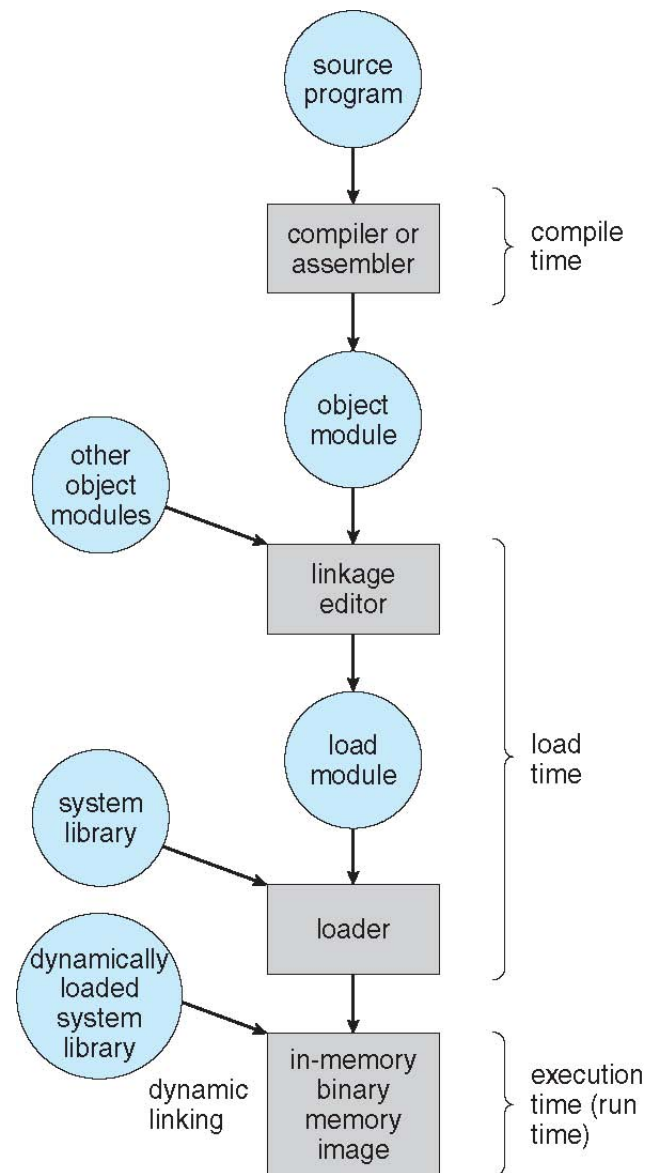 source
program
compiler or
assembler
compile
time
object
module
other
object
modules
linkage
editor
load
module
load
time
system
library
loader
dynamically
loaded
system
library
dynamic
linking
in-memory
binary
memory
image
execution
time (run
time)